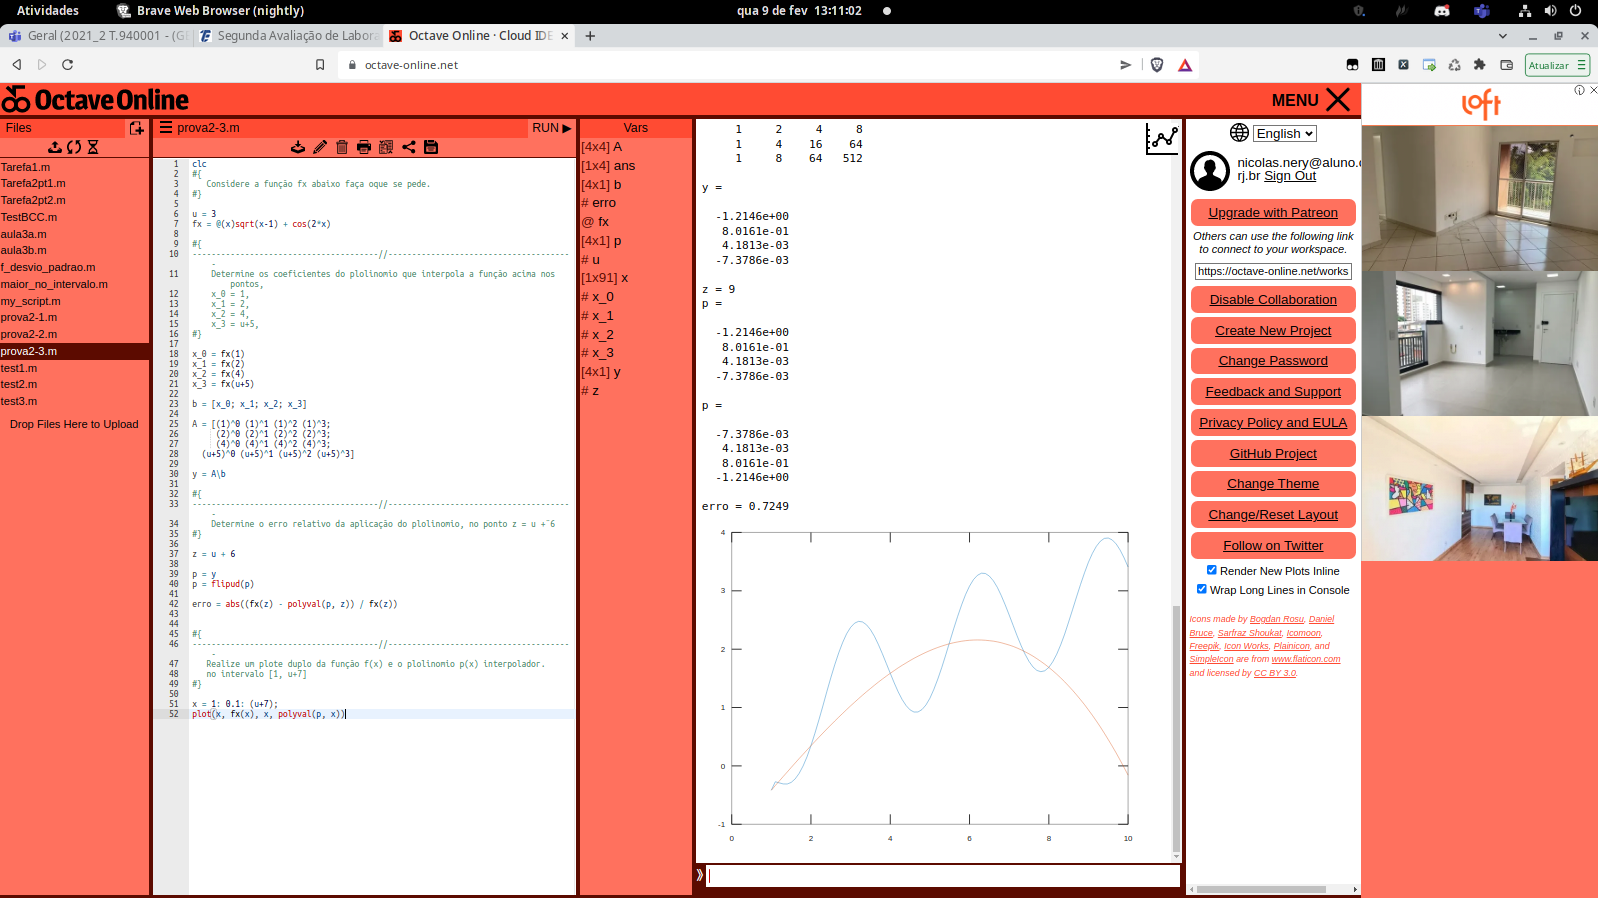 Atividades
Brave Web Browser (nightly)
qua 9 de fev  13:11:02
Geral (2021_2 T.940001 - (GE
Segunda Avaliação de Labora
Octave Online · Cloud IDE
octave-online.net
Atualizar
Octave Online
MENU
Files
prova2-3.m
RUN
Vars
Tarefa1.m
Tarefa2pt1.m
Tarefa2pt2.m
TestBCC.m
aula3a.m
aula3b.m
f_desvio_padrao.m
maior_no_intervalo.m
my_script.m
prova2-1.m
prova2-2.m
prova2-3.m
test1.m
test2.m
test3.m
Drop Files Here to Upload
1 clc
2 #{
3 Considere a função fx abaixo faça oque se pede.
4 #}
5
6 u = 3
7 fx = @(x)sqrt(x-1) + cos(2*x)
8
9 #{
10 ---------------------------------------//---------------------------------------
11 Determine os coeficientes do plolinomio que interpola a função acima nos
pontos,
12 x_0 = 1,
13 x_1 = 2,
14 x_2 = 4,
15 x_3 = u+5,
16 #}
17
18 x_0 = fx(1)
19 x_1 = fx(2)
20 x_2 = fx(4)
21 x_3 = fx(u+5)
22
23 b = [x_0; x_1; x_2; x_3]
24
25 A = [(1)^0 (1)^1 (1)^2 (1)^3;
26 (2)^0 (2)^1 (2)^2 (2)^3;
27 (4)^0 (4)^1 (4)^2 (4)^3;
28 (u+5)^0 (u+5)^1 (u+5)^2 (u+5)^3]
29
30 y = A\b
31
32 #{
33 ---------------------------------------//---------------------------------------
34 Determine o erro relativo da aplicação do plolinomio, no ponto z = u +¨6
35 #}
36
37 z = u + 6
38
39 p = y
40 p = flipud(p)
41
42 erro = abs((fx(z) - polyval(p, z)) / fx(z))
43
44
45 #{
46 ---------------------------------------//---------------------------------------
47 Realize um plote duplo da função f(x) e o plolinomio p(x) interpolador.
48 no intervalo [1, u+7]
49 #}
50
51 x = 1: 0.1: (u+7);
52 plot(x, fx(x), x, polyval(p, x))
[4x4] A
[1x4] ans
[4x1] b
# erro
@ fx
[4x1] p
# u
[1x91] x
# x_0
# x_1
# x_2
# x_3
[4x1] y
# z
1 2 4 8
1 4 16 64
1 8 64 512
y =
-1.2146e+00
8.0161e-01
4.1813e-03
-7.3786e-03
z = 9
p =
-1.2146e+00
8.0161e-01
4.1813e-03
-7.3786e-03
p =
-7.3786e-03
4.1813e-03
8.0161e-01
-1.2146e+00
erro = 0.7249
4
3
2
1
0
-1
0 2 4 6 8 10
English
nicolas.nery@aluno.c
rj.br Sign Out
Upgrade with Patreon
Others can use the following link
to connect to your workspace.
https://octave-online.net/works
Disable Collaboration
Create New Project
Change Password
Feedback and Support
Privacy Policy and EULA
GitHub Project
Change Theme
Change/Reset Layout
Follow on Twitter
Render New Plots Inline
Wrap Long Lines in Console
Icons made by Bogdan Rosu, Daniel
Bruce, Sarfraz Shoukat, Icomoon,
Freepik, Icon Works, Plainicon, and
SimpleIcon are from www.flaticon.com
and licensed by CC BY 3.0.
loft